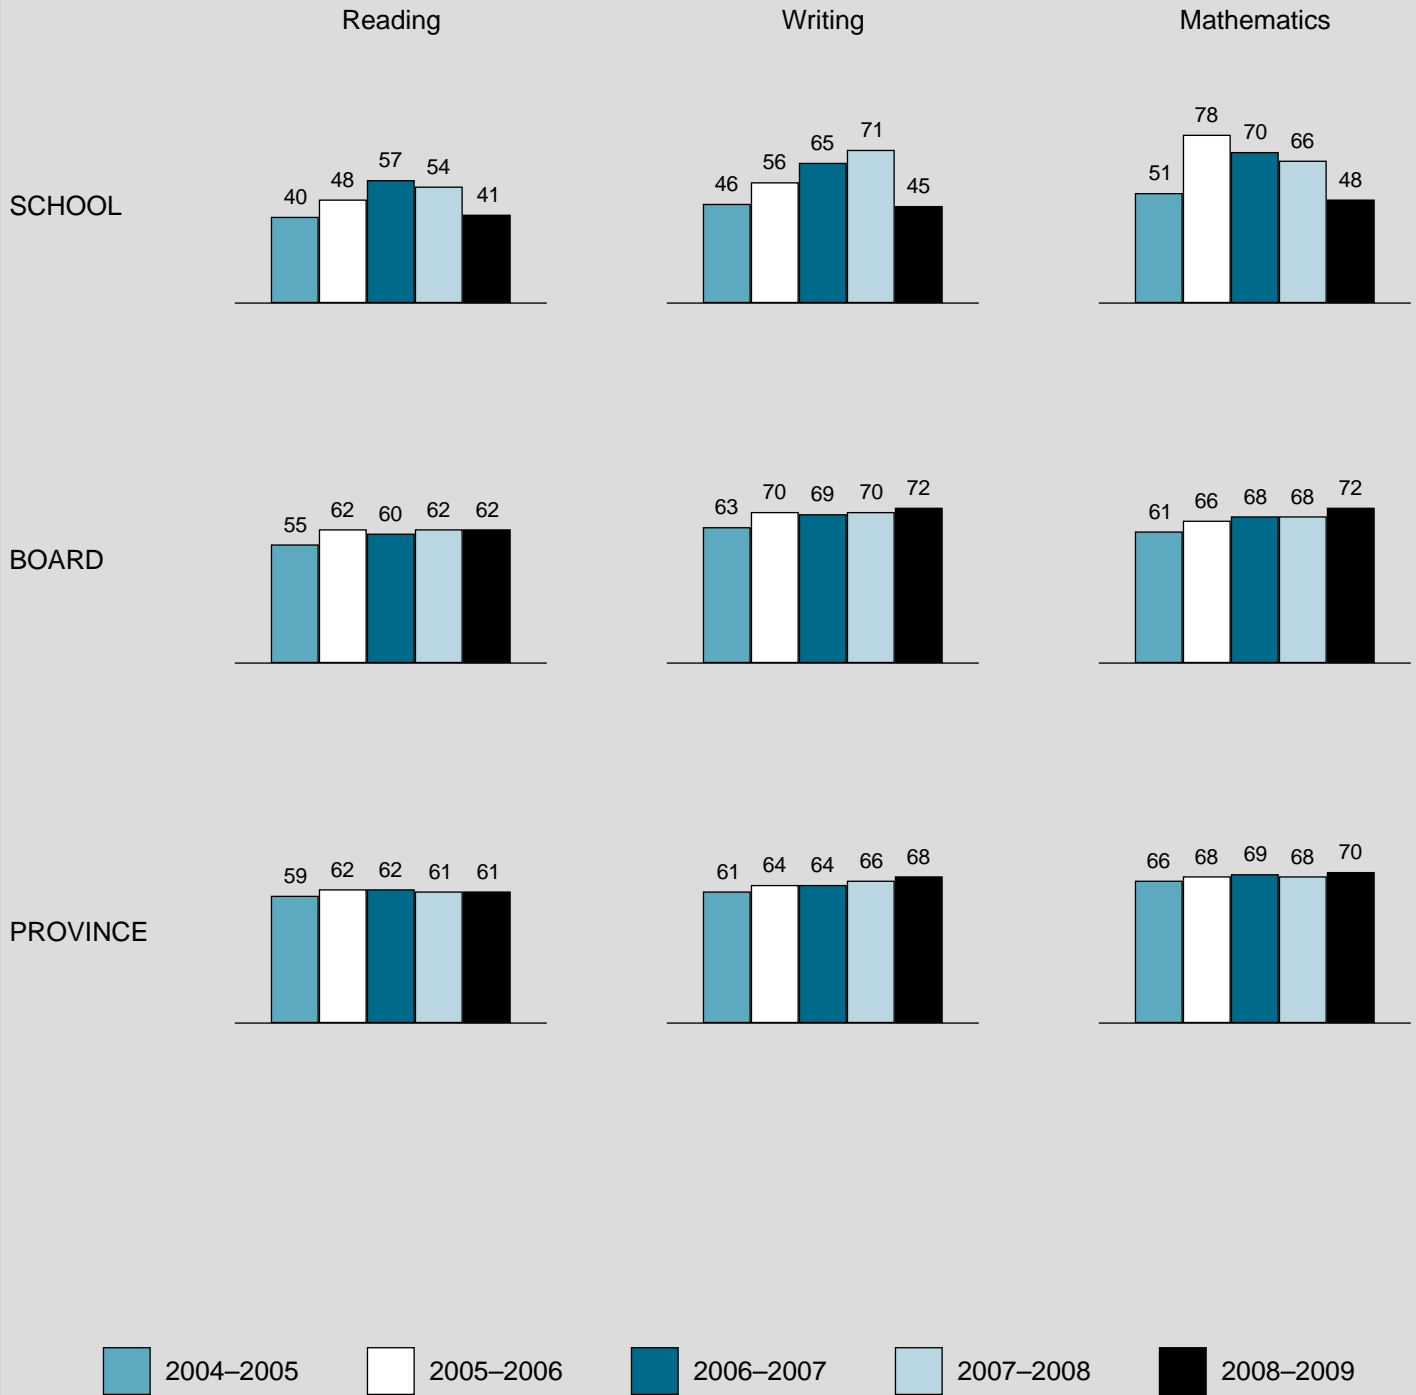 Reading Writing Mathematics
SCHOOL
40 48 57 54 41
46 56 65 71 45
51 78 70 66 48
BOARD
55 62 60 62 62
63 70 69 70 72
61 66 68 68 72
PROVINCE
59 62 62 61 61
61 64 64 66 68
66 68 69 68 70
2004–2005 2005–2006 2006–2007 2007–2008 2008–2009